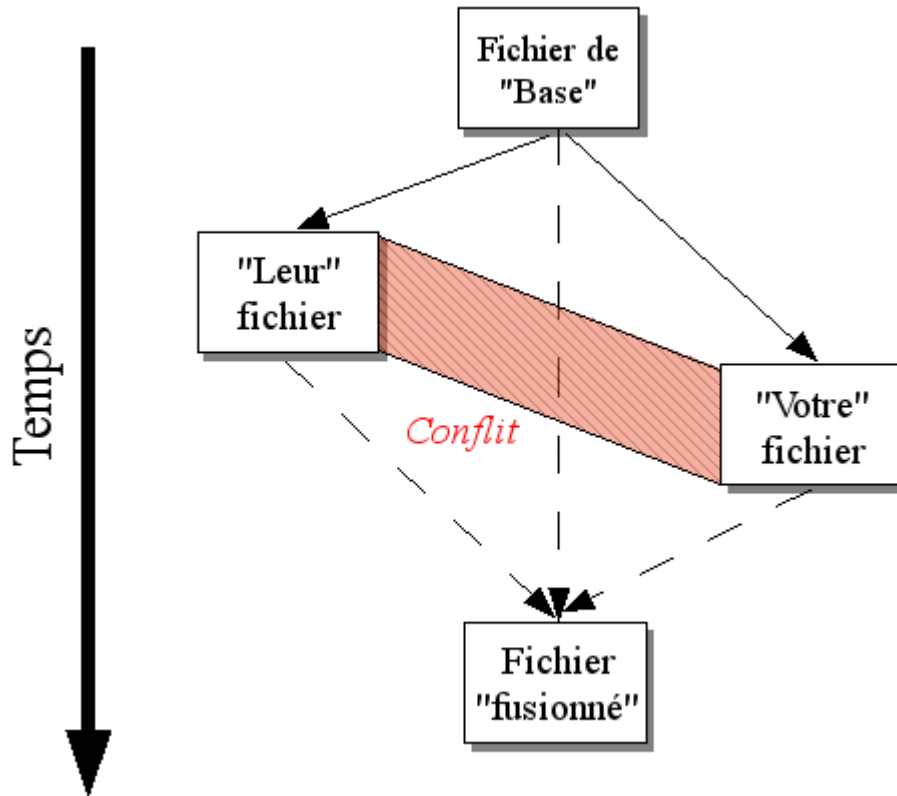 Fichier de
"Base"
"Leur"
fichier
Temps
"Votre"
fichier
Conflit
Fichier
"fusionné"